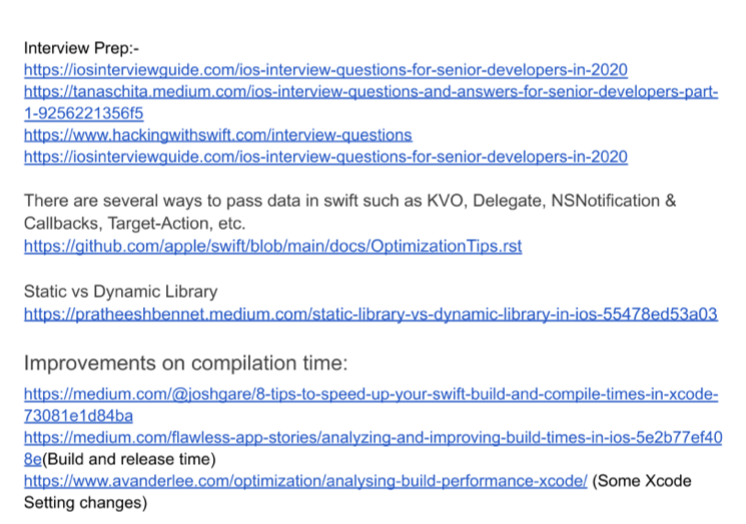 Interview Prep:-
https://iosinterviewguide.com/ios-interview-questions-for-senior-developers-in-2020
https://tanaschita.medium.com/ios-interview-questions-and-answers-for-senior-developers-part-
1-9256221356f5
https://www.hackingwithswift.com/interview-questions
https://iosinterviewguide.com/ios-interview-questions-for-senior-developers-in-2020
There are several ways to pass data in swift such as KVO, Delegate, NSNotification &
Callbacks, Target-Action, etc.
https://github.com/apple/swift/blob/main/docs/OptimizationTips.rst
Static vs Dynamic Library
https://pratheeshbennet.medium.com/static-library-vs-dynamic-library-in-ios-55478ed53a03
Improvements on compilation time:
https://medium.com/@joshgare/8-tips-to-speed-up-your-swift-build-and-compile-times-in-xcode-
73081e1d84ba
https://medium.com/flawless-app-stories/analyzing-and-improving-build-times-in-ios-5e2b77ef40
8e(Build and release time)
https://www.avanderlee.com/optimization/analysing-build-performance-xcode/ (Some Xcode
Setting changes)